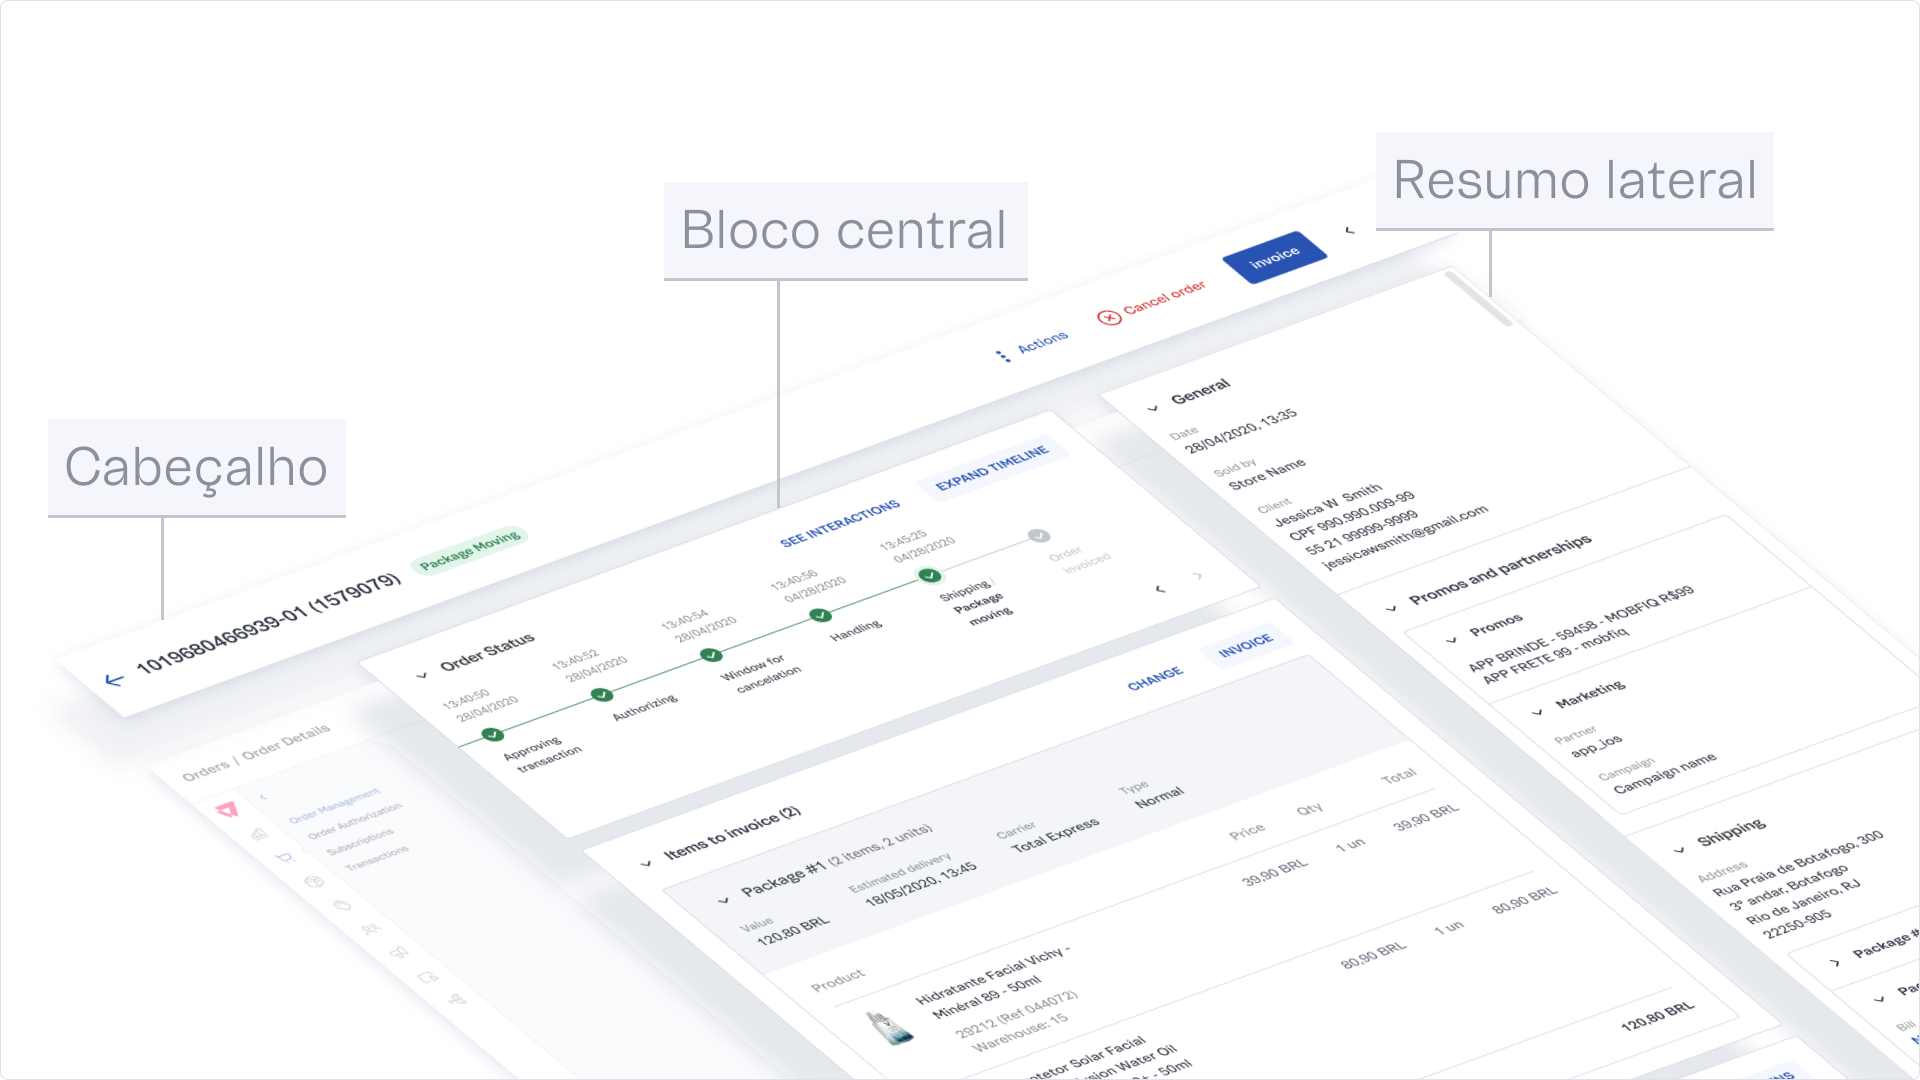 Resumo lateral
Bloco central
Cabeçalho
1019680466939-01 (1579079)
Package Moving
Actions
Cancel order
invoice
Orders / Order Details
Order Management
Order Authorization
Subscriptions
Transactions
Order Status
SEE INTERACTIONS
EXPAND TIMELINE
13:40:50
28/04/2020
Approving
transaction
13:40:52
28/04/2020
Authorizing
13:40:54
28/04/2020
Window for
cancelation
13:40:56
04/28/2020
Handling
13:45:25
04/28/2020
Shipping /
Package
moving
Order
invoiced
Items to invoice (2)
CHANGE
INVOICE
Package #1 (2 items, 2 units)
Value
120,80 BRL
Estimated delivery
18/05/2020, 13:45
Carrier
Total Express
Type
Normal
Product
Price
Qty
Total
Hidratante Facial Vichy -
Minéral 89 - 50ml
29212 (Ref 044072)
Warehouse: 15
39,90 BRL
1 un
39,90 BRL
Solar Facial
Water Oil
- 50ml
80,90 BRL
1 un
80,90 BRL
120,80 BRL
General
Date
28/04/2020, 13:35
Sold by
Store Name
Client
Jessica W Smith
CPF 990.990.009-99
55 21 99999-9999
jessicawsmith@gmail.com
Promos and partnerships
Promos
APP BRINDE - 59458 - MOBFIQ R$99
APP FRETE 99 - mobfiq
Marketing
Partner
app_ios
Campaign
Campaign name
Shipping
Address
Rua Praia de Botafogo, 300
3º andar, Botafogo
Rio de Janeiro, RJ
22250-905
Package #
Bill